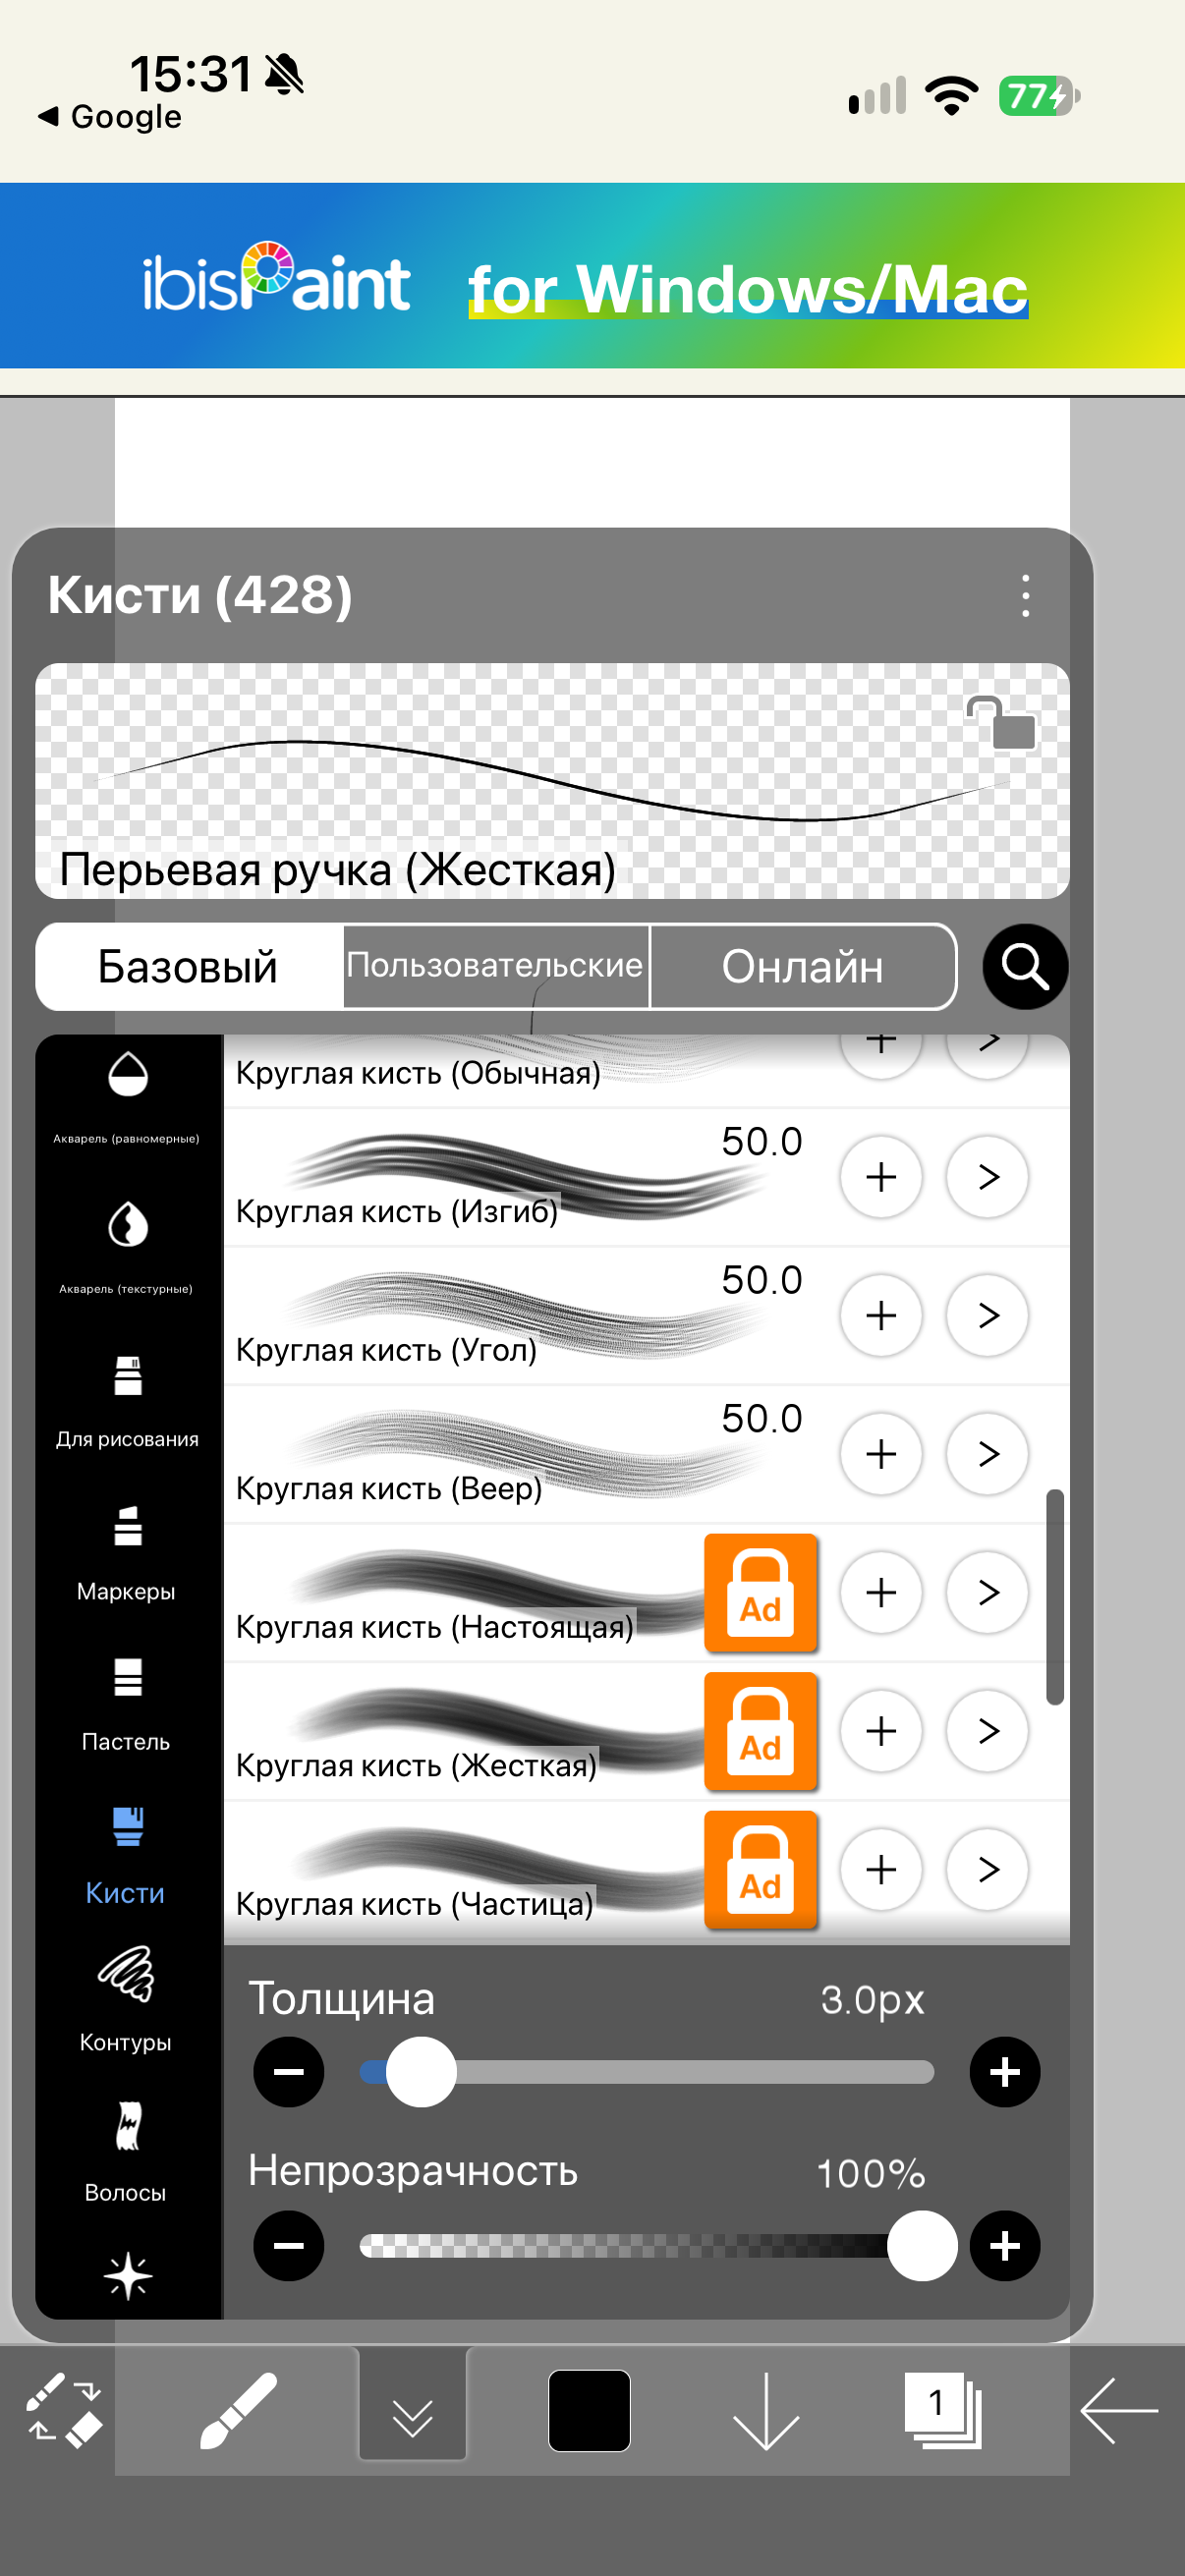 15:31
Google
77
ibisPaint for Windows/Mac
Кисти (428)
Перьевая ручка (Жесткая)
Базовый
Пользовательские
Онлайн
Акварель (равномерные)
Акварель (текстурные)
Для рисования
Маркеры
Пастель
Кисти
Контуры
Волосы
Круглая кисть (Обычная)
50.0
Круглая кисть (Изгиб)
50.0
Круглая кисть (Угол)
50.0
Круглая кисть (Веер)
Ad
Круглая кисть (Настоящая)
Ad
Круглая кисть (Жесткая)
Ad
Круглая кисть (Частица)
Толщина 3.0px
Непрозрачность 100%
1